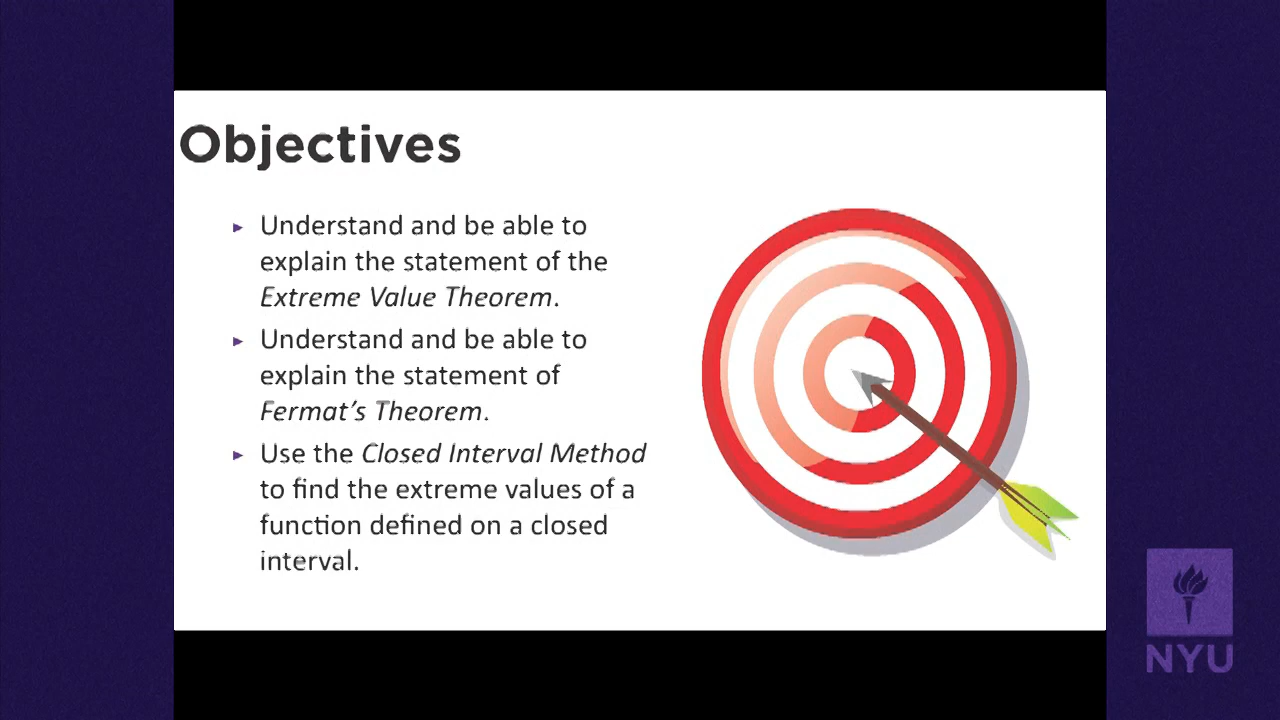 Objectives
▸ Understand and be able to
explain the statement of the
Extreme Value Theorem.
▸ Understand and be able to
explain the statement of
Fermat’s Theorem.
▸ Use the Closed Interval Method
to find the extreme values of a
function defined on a closed
interval.
NYU